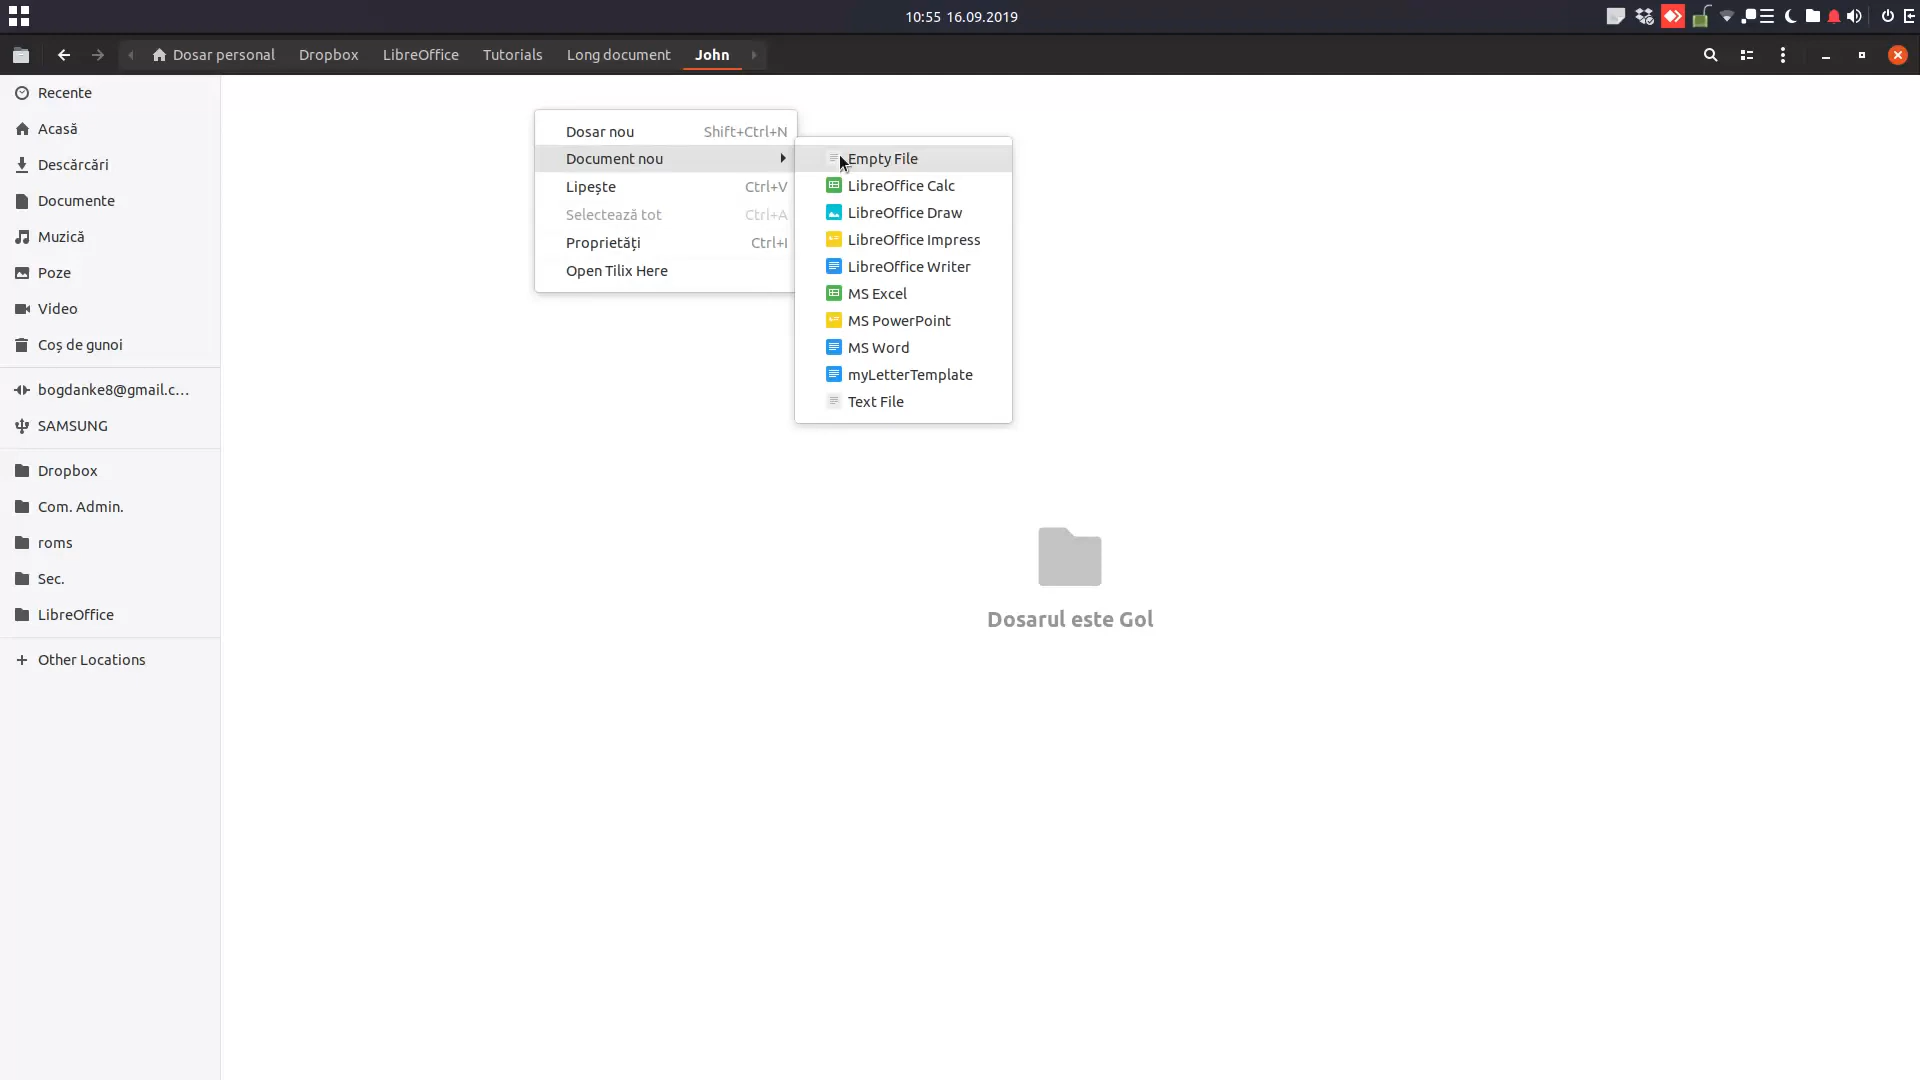 10:55 16.09.2019
Dosar personal Dropbox LibreOffice Tutorials Long document John
Recente
Acasă
Descărcări
Documente
Muzică
Poze
Video
Coș de gunoi
bogdanke8@gmail.c…
SAMSUNG
Dropbox
Com. Admin.
roms
Sec.
LibreOffice
Other Locations
Dosar nou Shift+Ctrl+N
Document nou
Lipește Ctrl+V
Selectează tot Ctrl+A
Proprietăți Ctrl+I
Open Tilix Here
Empty File
LibreOffice Calc
LibreOffice Draw
LibreOffice Impress
LibreOffice Writer
MS Excel
MS PowerPoint
MS Word
myLetterTemplate
Text File
Dosarul este Gol